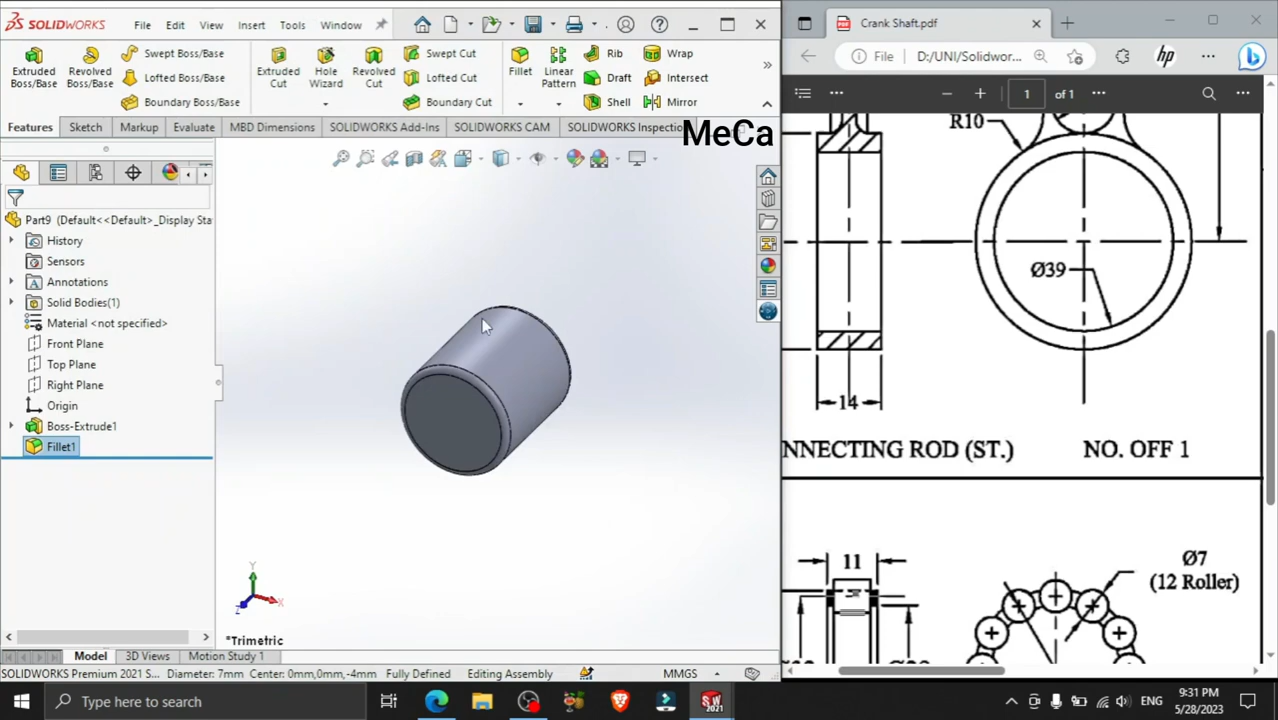 SOLIDWORKS File Edit View Insert Tools Window
Crank Shaft.pdf
File D:/UNI/Solidwor...
hp
Extruded Boss/Base
Revolved Boss/Base
Swept Boss/Base
Lofted Boss/Base
Boundary Boss/Base
Extruded Cut
Hole Wizard
Revolved Cut
Swept Cut
Lofted Cut
Boundary Cut
Fillet
Linear Pattern
Rib
Draft
Shell
Wrap
Intersect
Mirror
1 of 1
Features Sketch Markup Evaluate MBD Dimensions SOLIDWORKS Add-Ins SOLIDWORKS CAM SOLIDWORKS Inspectio
MeCa
Part9 (Default<<Default>_Display Sta
History
Sensors
Annotations
Solid Bodies(1)
Material <not specified>
Front Plane
Top Plane
Right Plane
Origin
Boss-Extrude1
Fillet1
Y
X
Z
*Trimetric
R10
Ø39
14
NNECTING ROD (ST.) NO. OFF 1
11
Ø7
(12 Roller)
Model 3D Views Motion Study 1
SOLIDWORKS Premium 2021 S... Diameter: 7mm Center: 0mm,0mm,-4mm Fully Defined Editing Assembly MMGS
Type here to search
SW
2021
ENG
9:31 PM
5/28/2023